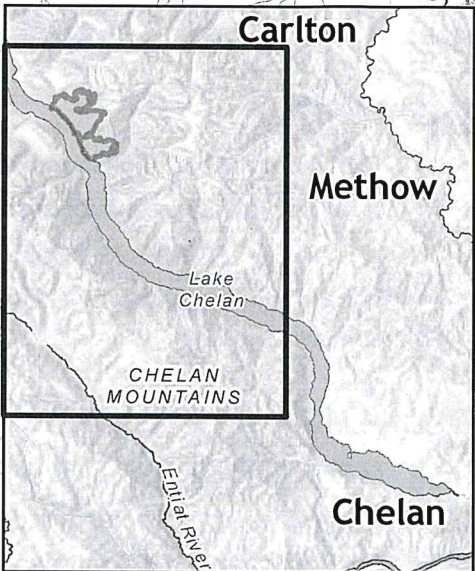 Carlton
Methow
Lake
Chelan
CHELAN
MOUNTAINS
Entiat River
Chelan